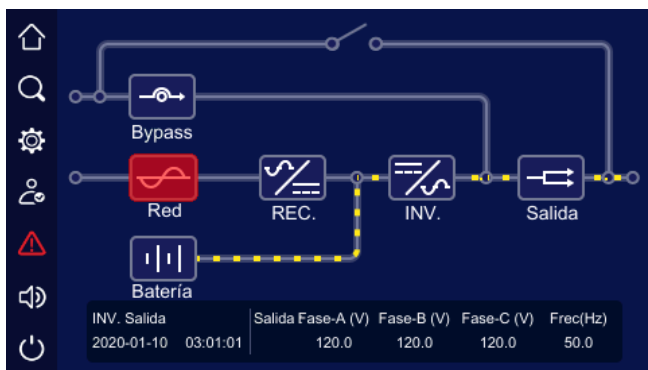 Bypass
Red
REC.
INV.
Salida
Batería
INV. Salida
Salida Fase-A (V) Fase-B (V) Fase-C (V) Frec(Hz)
2020-01-10 03:01:01
120.0 120.0 120.0 50.0